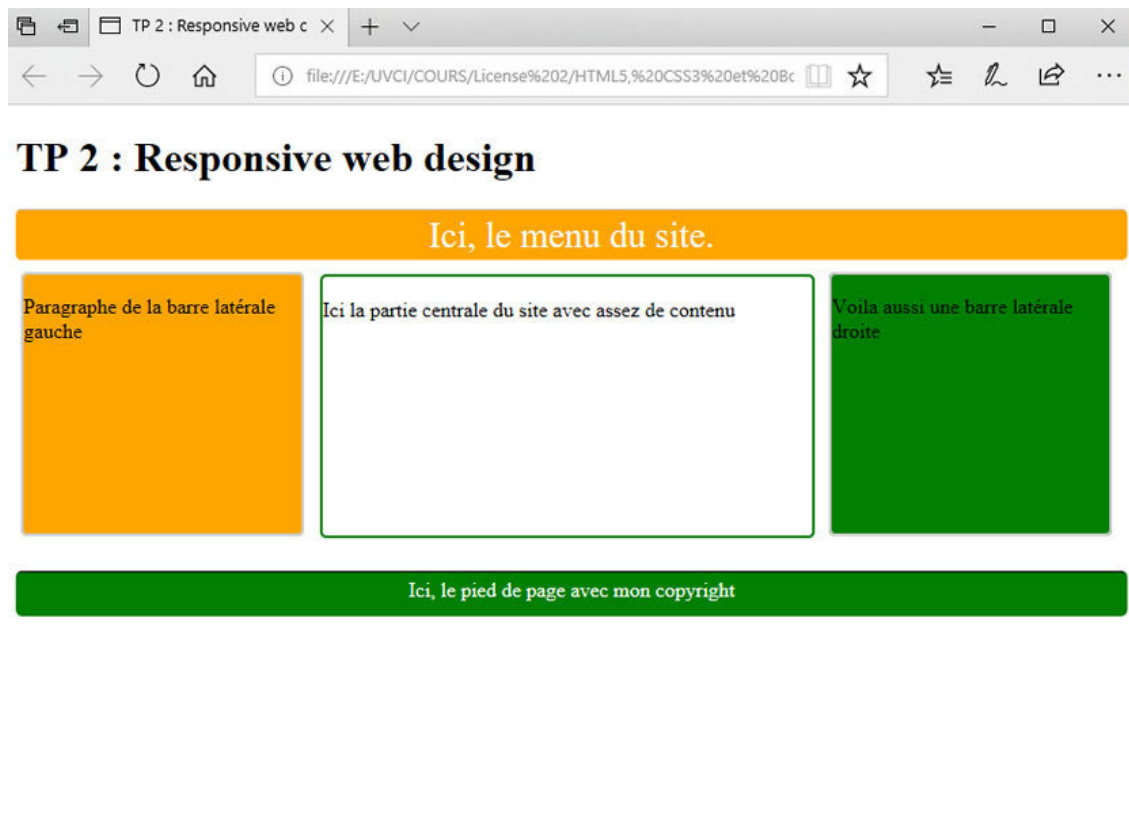 TP 2 : Responsive web c
file:///E:/UVCI/COURS/License%202/HTML5,%20CSS3%20et%20Bc
TP 2 : Responsive web design
Ici, le menu du site.
Paragraphe de la barre latérale
gauche
Ici la partie centrale du site avec assez de contenu
Voila aussi une barre latérale
droite
Ici, le pied de page avec mon copyright